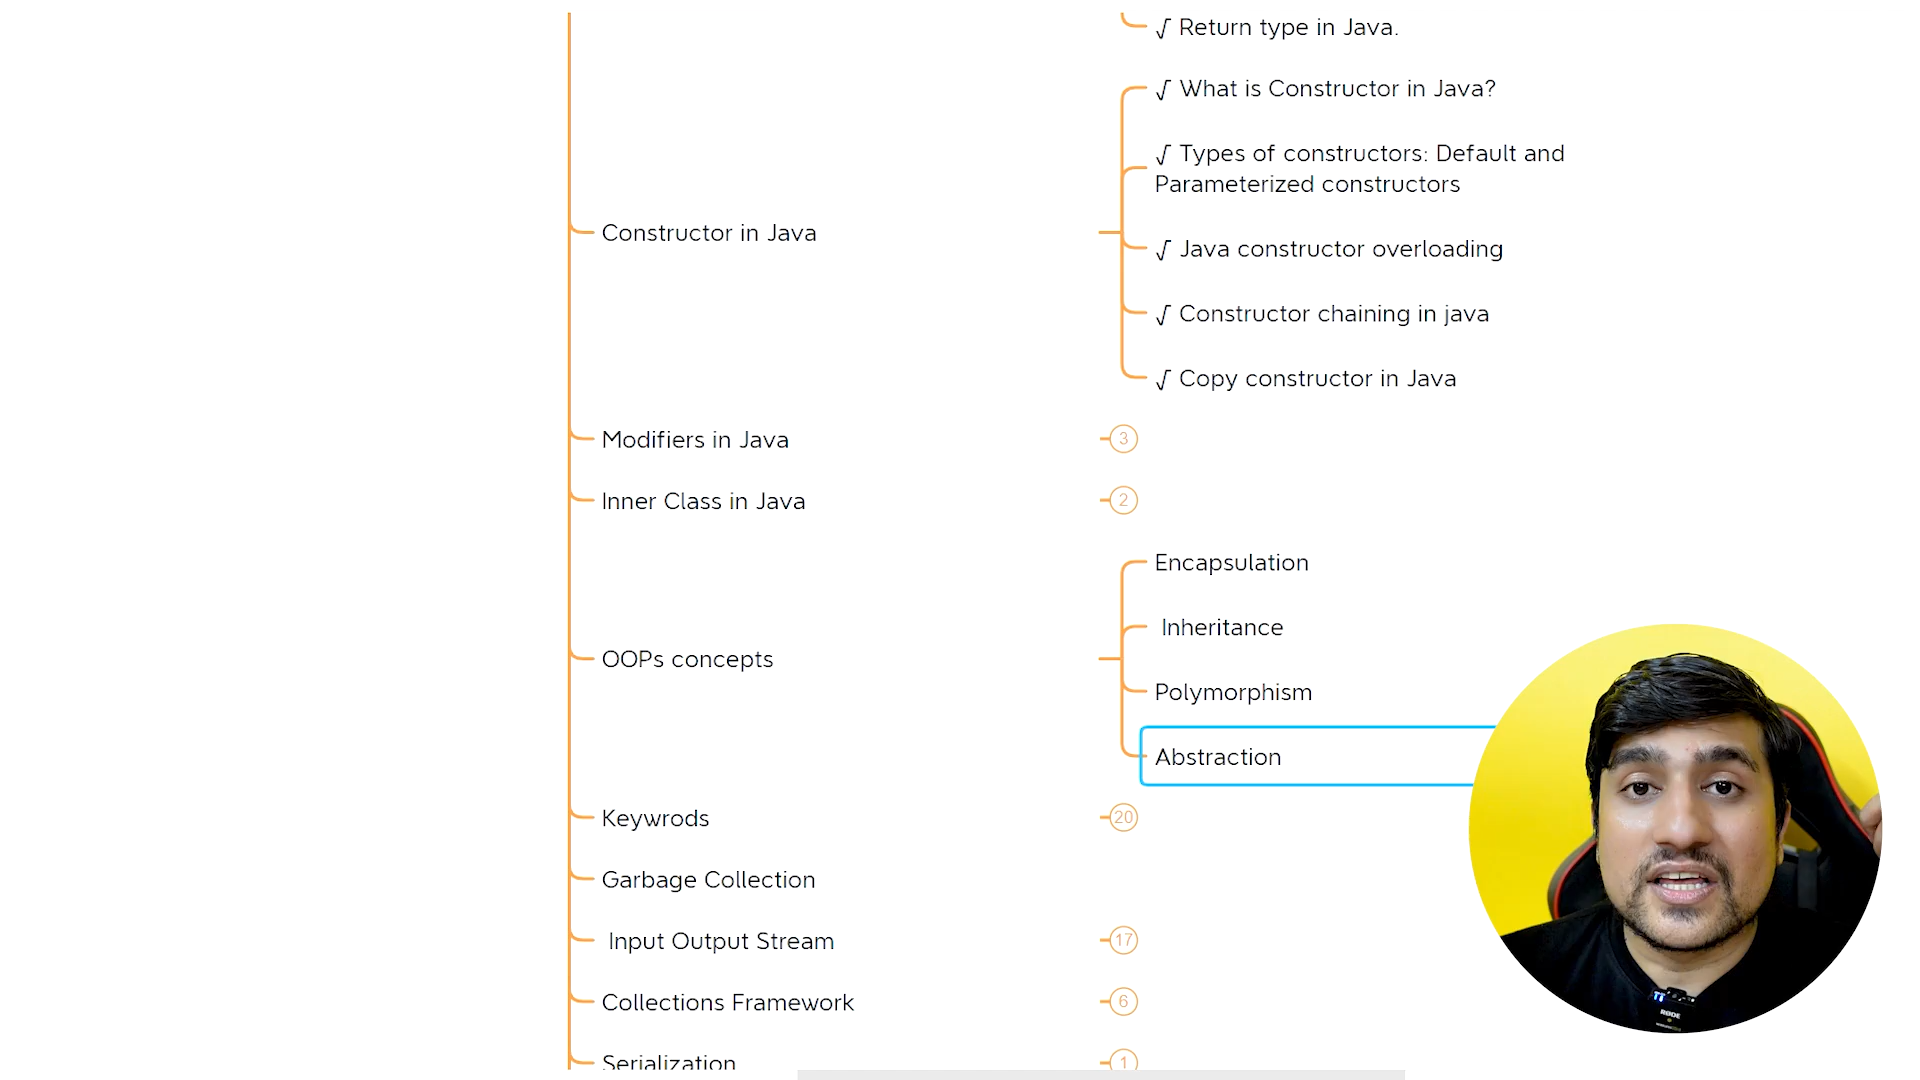 √ Return type in Java.
√ What is Constructor in Java?
√ Types of constructors: Default and
Parameterized constructors
Constructor in Java
√ Java constructor overloading
√ Constructor chaining in java
√ Copy constructor in Java
Modifiers in Java
3
Inner Class in Java
2
Encapsulation
Inheritance
OOPs concepts
Polymorphism
Abstraction
Keywrods
20
Garbage Collection
Input Output Stream
17
Collections Framework
6
Serialization
1
RØDE